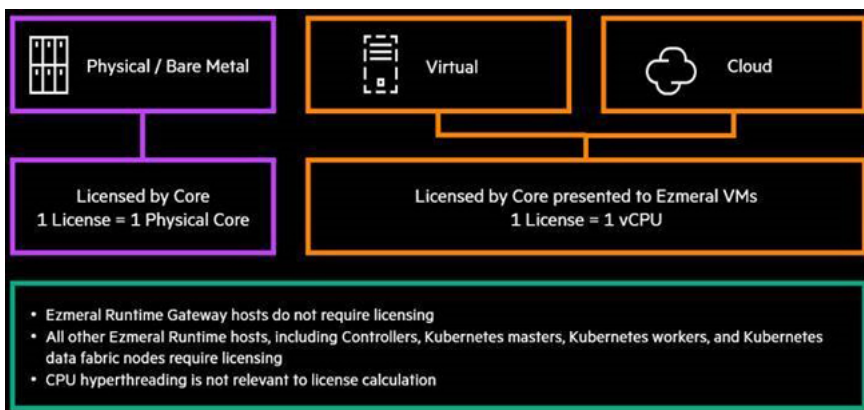 Physical / Bare Metal
Virtual
Cloud
Licensed by Core
1 License = 1 Physical Core
Licensed by Core presented to Ezmeral VMs
1 License = 1 vCPU
• Ezmeral Runtime Gateway hosts do not require licensing
• All other Ezmeral Runtime hosts, including Controllers, Kubernetes masters, Kubernetes workers, and Kubernetes
data fabric nodes require licensing
• CPU hyperthreading is not relevant to license calculation